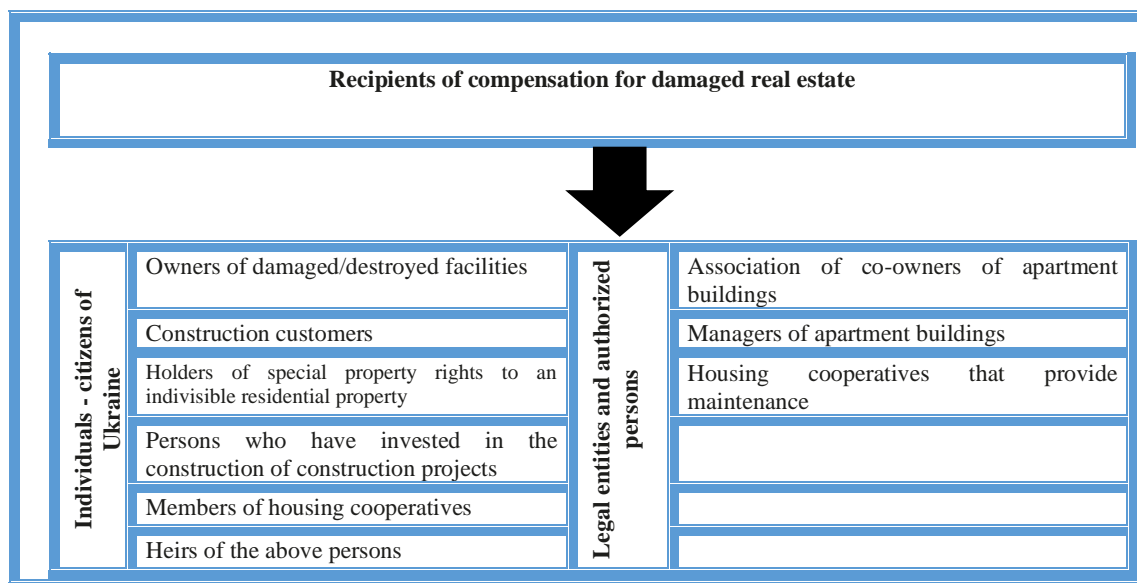 Recipients of compensation for damaged real estate
Individuals - citizens of
Ukraine
Owners of damaged/destroyed facilities
Construction customers
Holders of special property rights to an
indivisible residential property
Persons who have invested in the
construction of construction projects
Members of housing cooperatives
Heirs of the above persons
Legal entities and authorized
persons
Association of co-owners of apartment
buildings
Managers of apartment buildings
Housing cooperatives that provide
maintenance